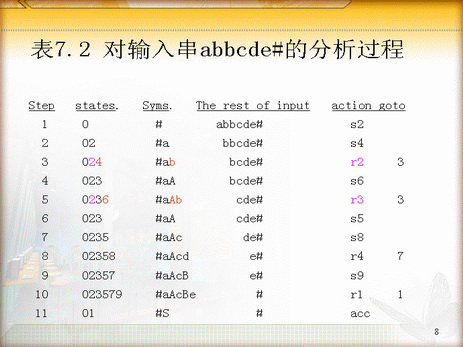 表7.2 对输入串abbcde#的分析过程
Step states. Syms. The rest of input action goto
1 0 # abbcde# s2
2 02 #a bbcde# s4
3 024 #ab bcde# r2 3
4 023 #aA bcde# s6
5 0236 #aAb cde# r3 3
6 023 #aA cde# s5
7 0235 #aAc de# s8
8 02358 #aAcd e# r4 7
9 02357 #aAcB e# s9
10 023579 #aAcBe # r1 1
11 01 #S # acc
8